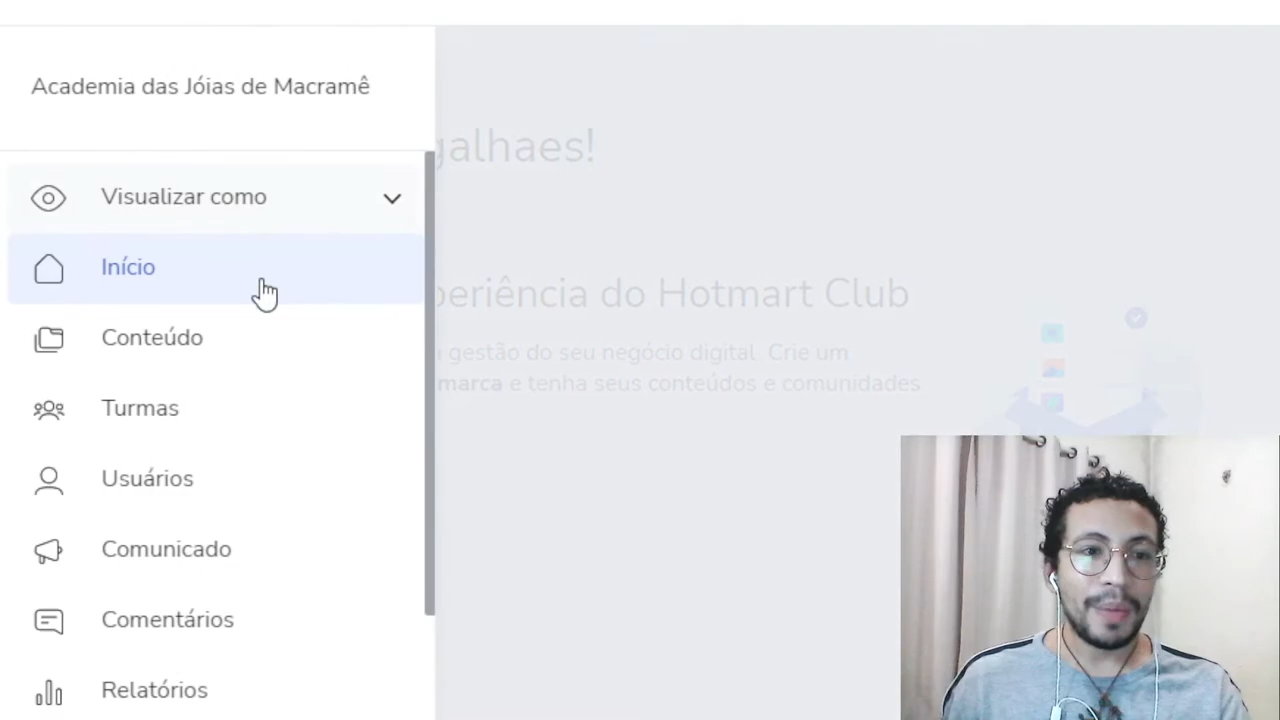 Academia das Jóias de Macramê
galhaes!
Visualizar como
Início
periência do Hotmart Club
Conteúdo
gestão do seu negócio digital Crie um
marca e tenha seus conteúdos e comunidades
Turmas
Usuários
Comunicado
Comentários
Relatórios